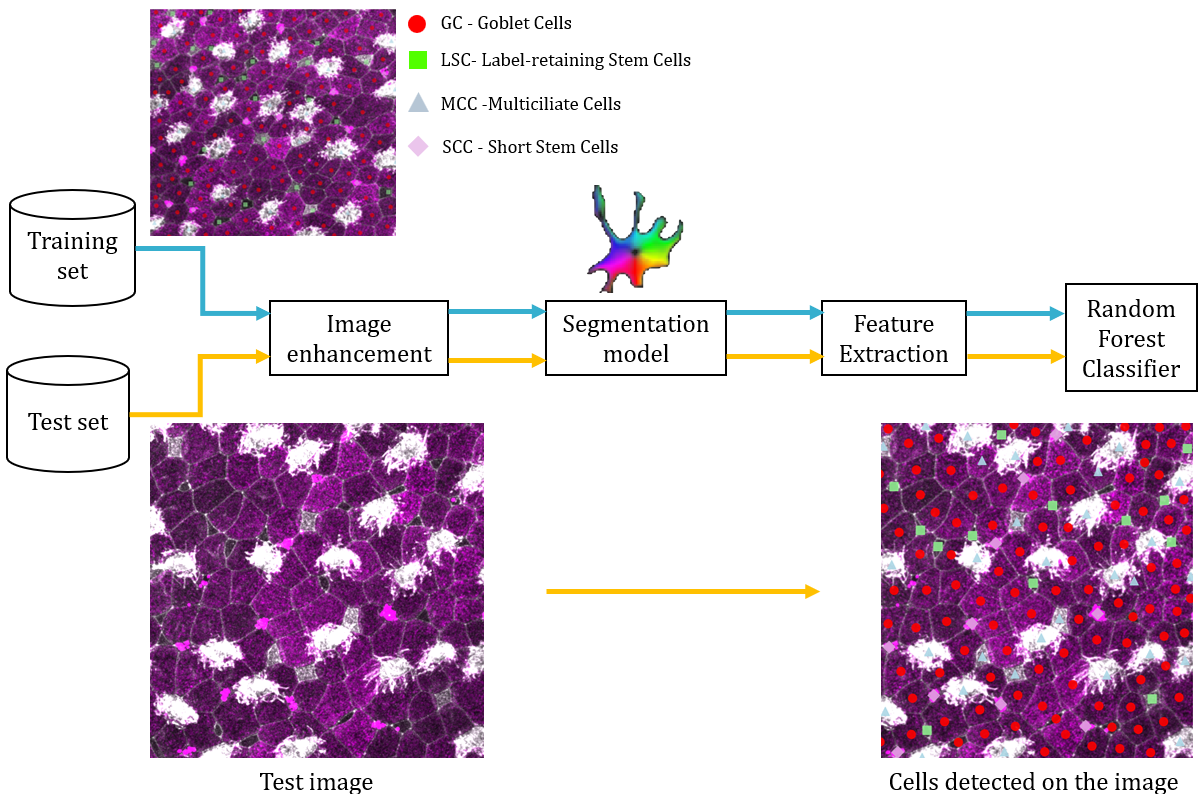 GC - Goblet Cells
LSC- Label-retaining Stem Cells
MCC -Multiciliate Cells
SCC - Short Stem Cells
Training
set
Test set
Image
enhancement
Segmentation
model
Feature
Extraction
Random
Forest
Classifier
Test image
Cells detected on the image